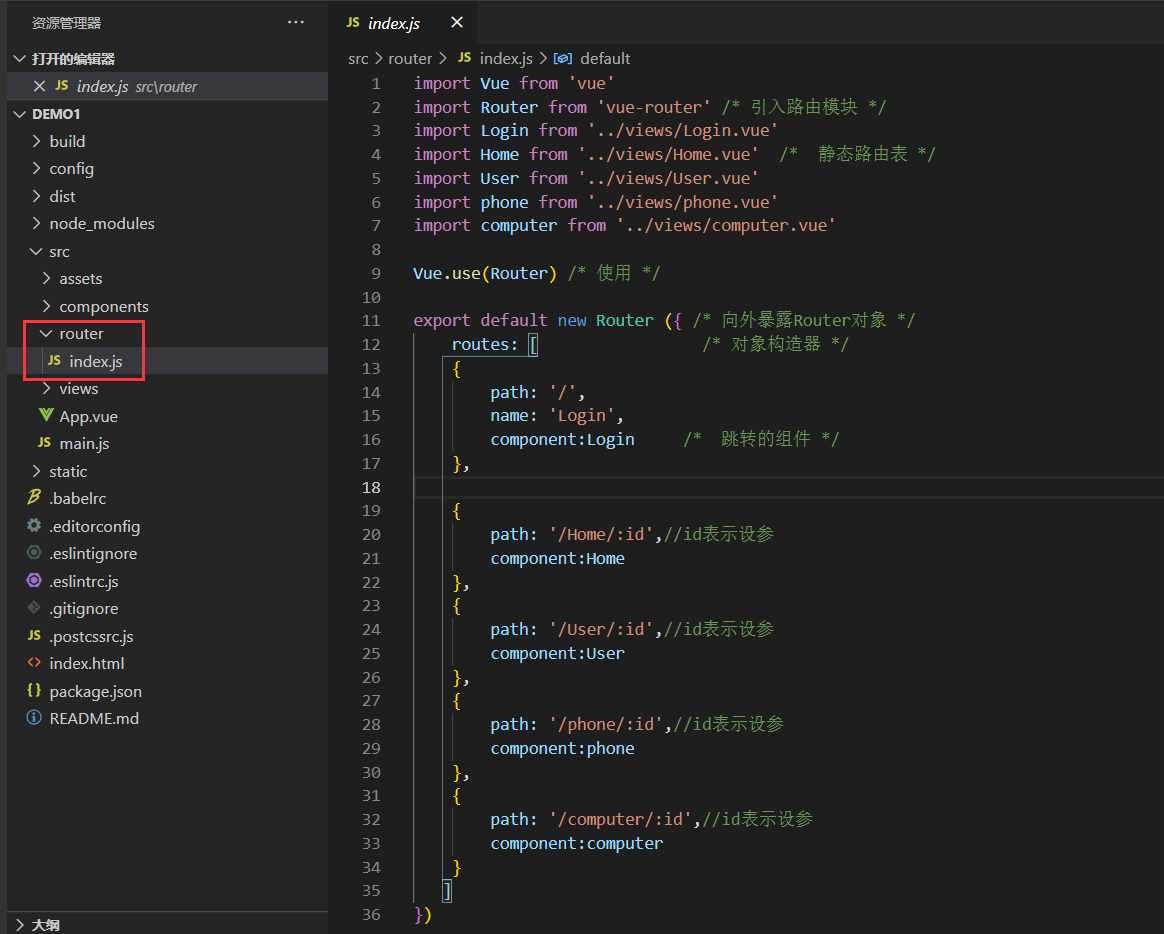 资源管理器
···
打开的编辑器
JS index.js src\router
DEMO1
build
config
dist
node_modules
src
assets
components
router
JS index.js
views
App.vue
JS main.js
static
.babelrc
.editorconfig
.eslintignore
.eslintrc.js
.gitignore
JS .postcssrc.js
<> index.html
{} package.json
README.md
大纲
JS index.js
src > router > JS index.js > default
1 import Vue from 'vue'
2 import Router from 'vue-router' /* 引入路由模块 */
3 import Login from '../views/Login.vue'
4 import Home from '../views/Home.vue'  /*  静态路由表 */
5 import User from '../views/User.vue'
6 import phone from '../views/phone.vue'
7 import computer from '../views/computer.vue'
8
9 Vue.use(Router) /* 使用 */
10
11 export default new Router ({ /* 向外暴露Router对象 */
12     routes: [                 /* 对象构造器 */
13     {
14         path: '/',
15         name: 'Login',
16         component:Login     /*  跳转的组件 */
17     },
18
19     {
20         path: '/Home/:id',//id表示设参
21         component:Home
22     },
23     {
24         path: '/User/:id',//id表示设参
25         component:User
26     },
27     {
28         path: '/phone/:id',//id表示设参
29         component:phone
30     },
31     {
32         path: '/computer/:id',//id表示设参
33         component:computer
34     }
35    ]
36 })